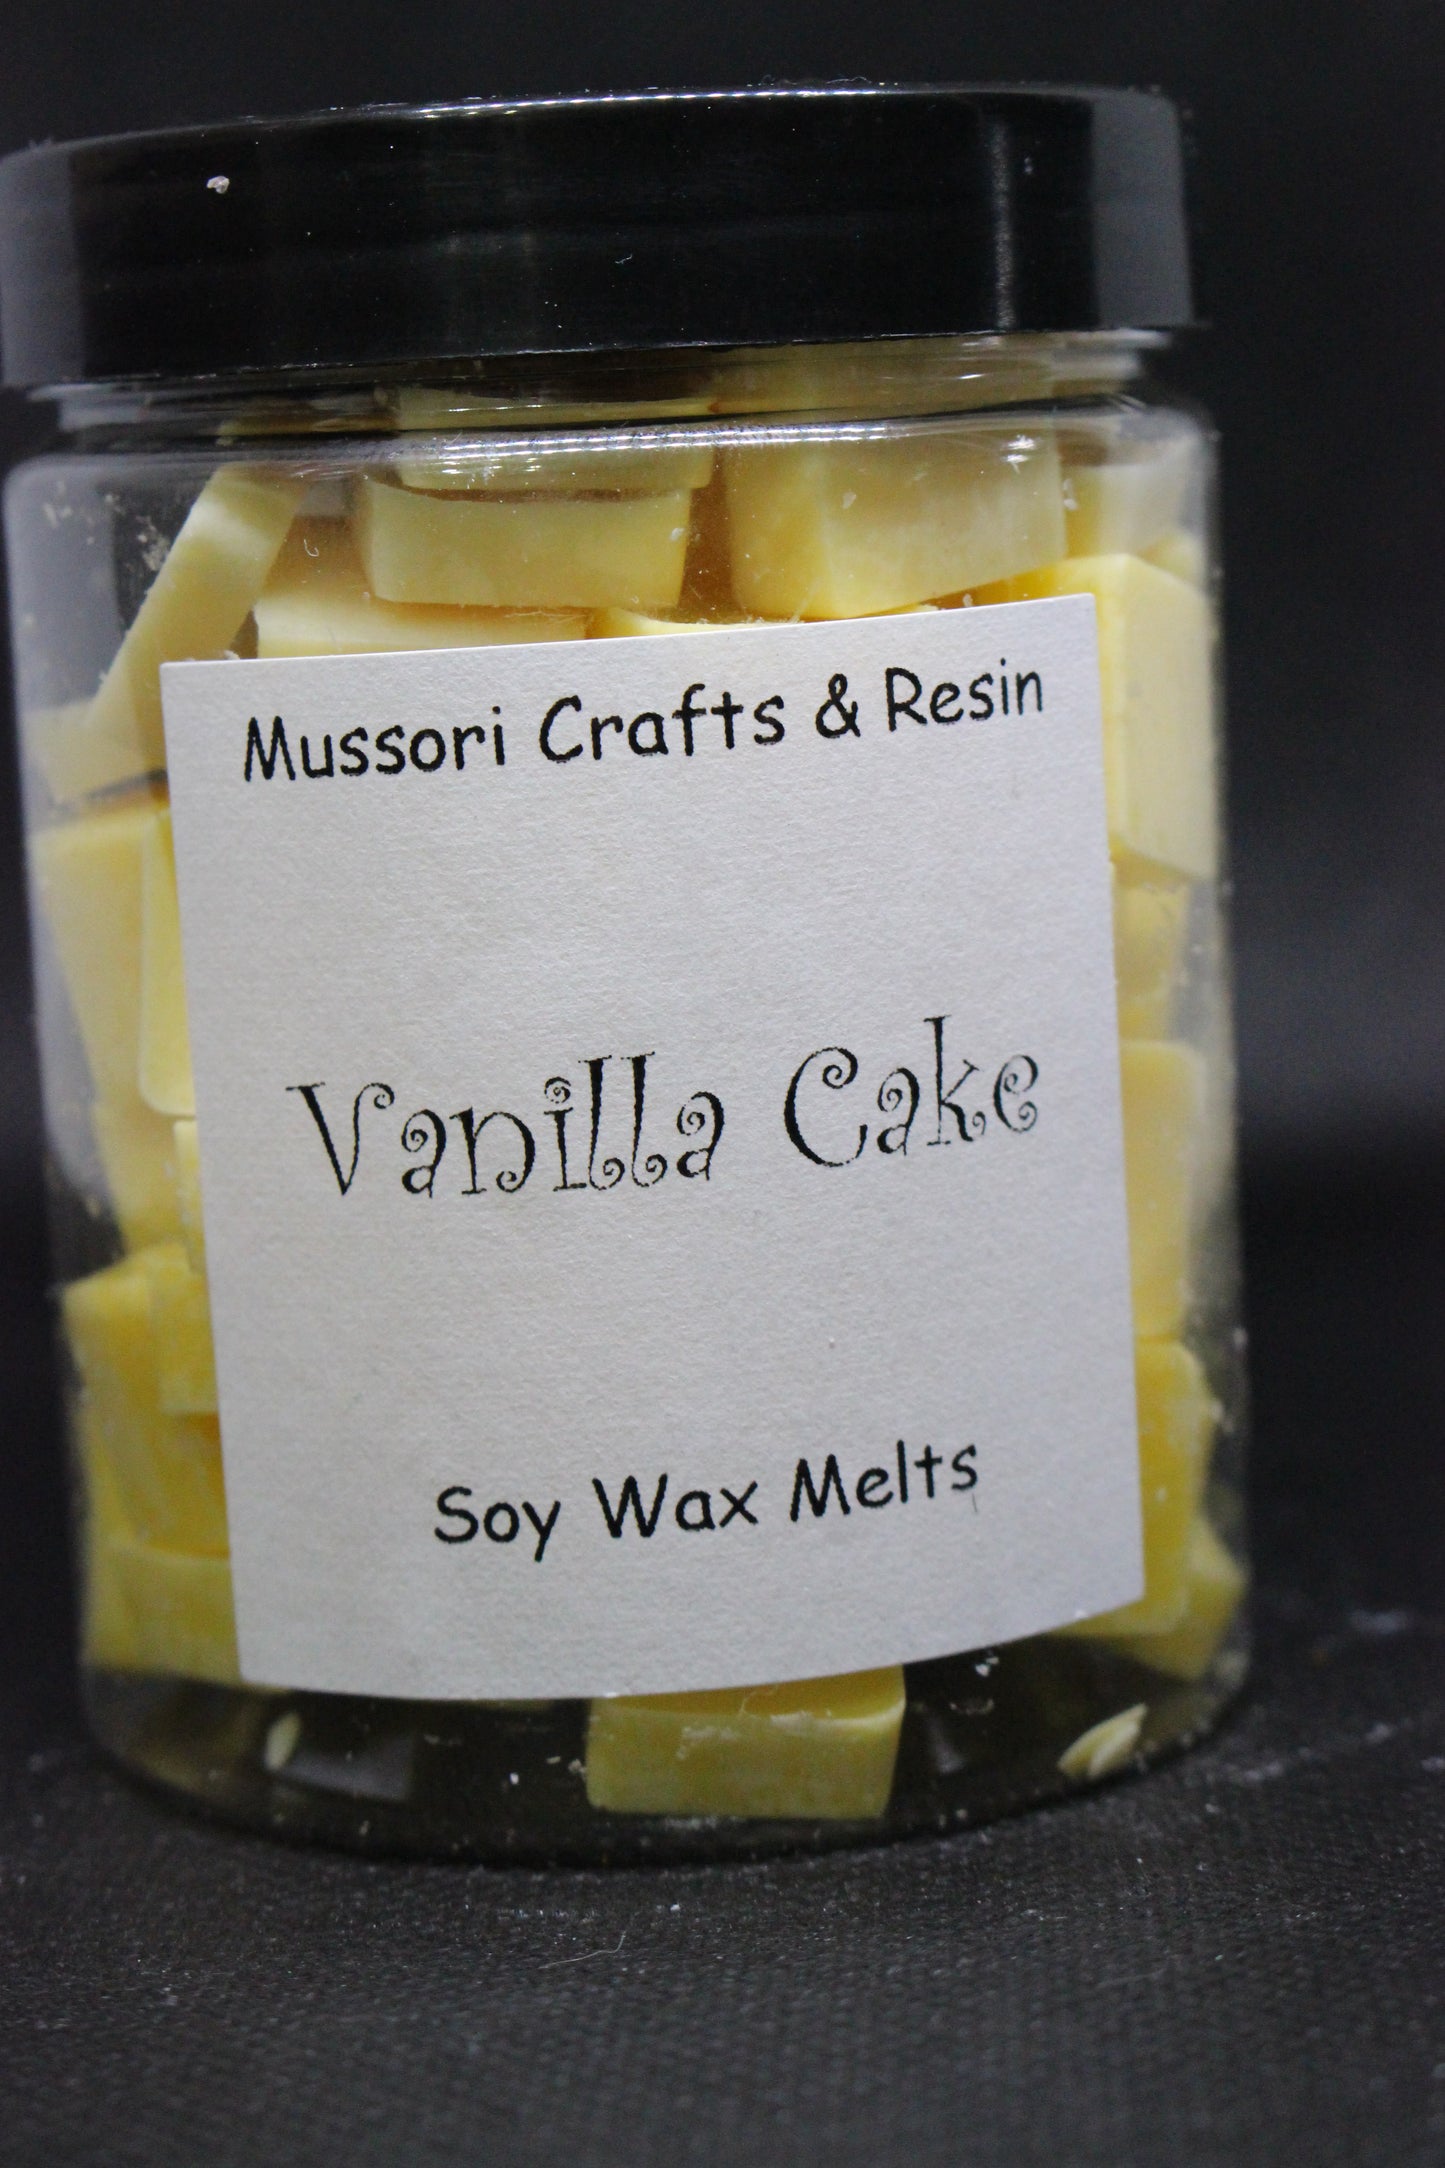 Mussori Crafts & Resin
Vanilla Cake
Soy Wax Melts